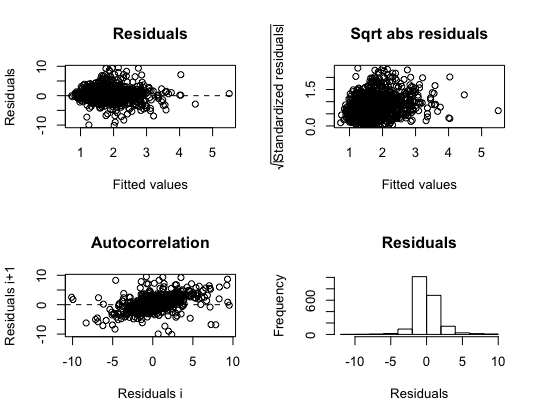 Residuals
Residuals
-10 0 10
1 2 3 4 5
Fitted values
Sqrt abs residuals
√|Standardized residuals|
0.0 1.5
1 2 3 4 5
Fitted values
Autocorrelation
Residuals i+1
-10 0 10
-10 -5 0 5 10
Residuals i
Residuals
Frequency
0 600
-10 -5 0 5 10
Residuals